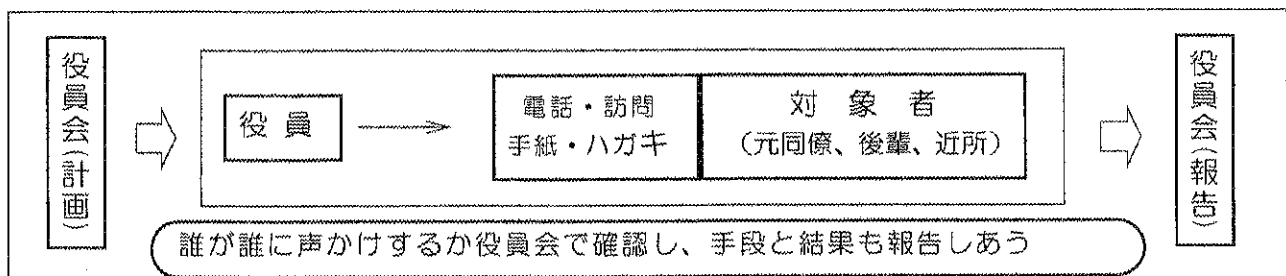 役員会(計画)
役員
電話・訪問
手紙・ハガキ
対象者
(元同僚、後輩、近所)
役員会(報告)
誰が誰に声かけするか役員会で確認し、手段と結果も報告しあう